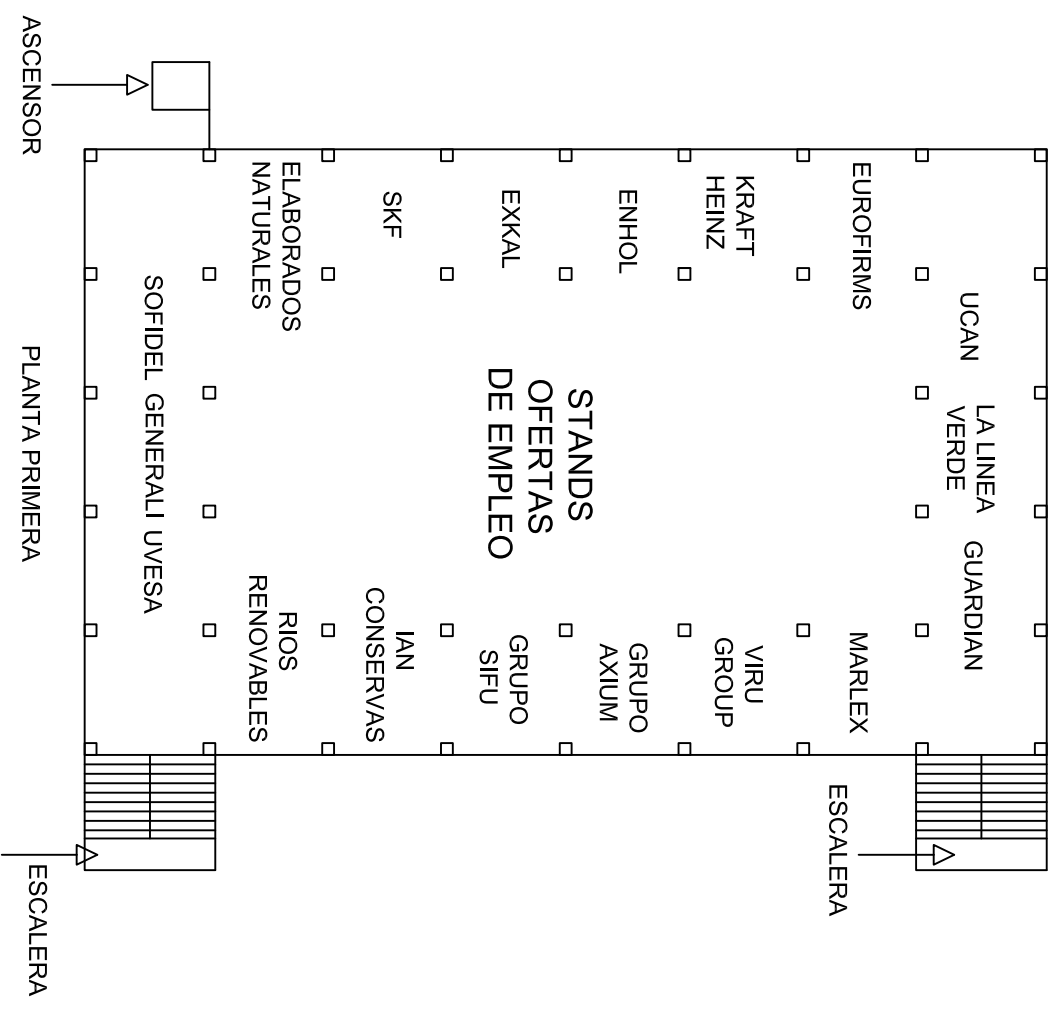 UCAN
LA LINEA
VERDE
GUARDIAN
EUROFIRMS
MARLEX
ESCALERA
KRAFT
HEINZ
VIRU
GROUP
ENHOL
GRUPO
AXIUM
STANDS
OFERTAS
DE EMPLEO
EXKAL
GRUPO
SIFU
SKF
IAN
CONSERVAS
ELABORADOS
NATURALES
RIOS
RENOVABLES
SOFIDEL GENERALI UVESA
ASCENSOR
PLANTA PRIMERA
ESCALERA